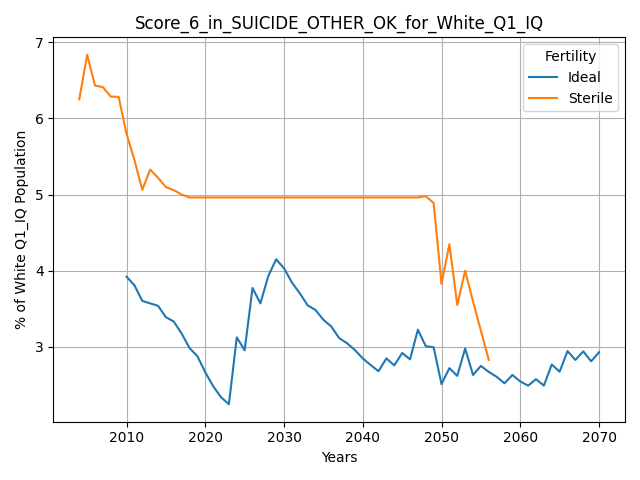 Score_6_in_SUICIDE_OTHER_OK_for_White_Q1_IQ
% of White Q1_IQ Population
7
6
5
4
3
Fertility
Ideal
Sterile
2010 2020 2030 2040 2050 2060 2070
Years